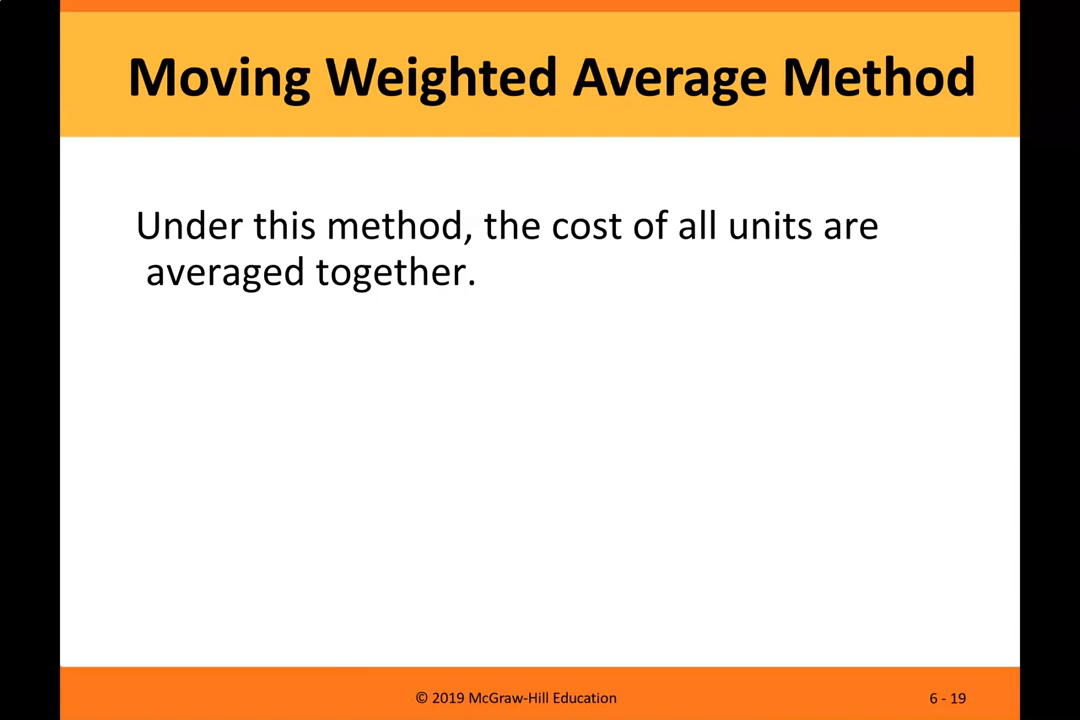 Moving Weighted Average Method
Under this method, the cost of all units are
averaged together.
© 2019 McGraw-Hill Education
6 - 19